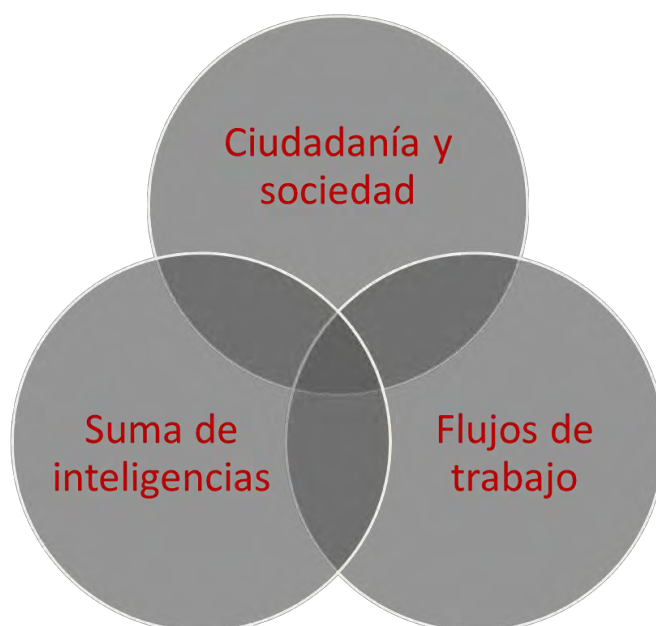 Ciudadanía y
sociedad
Suma de
inteligencias
Flujos de
trabajo